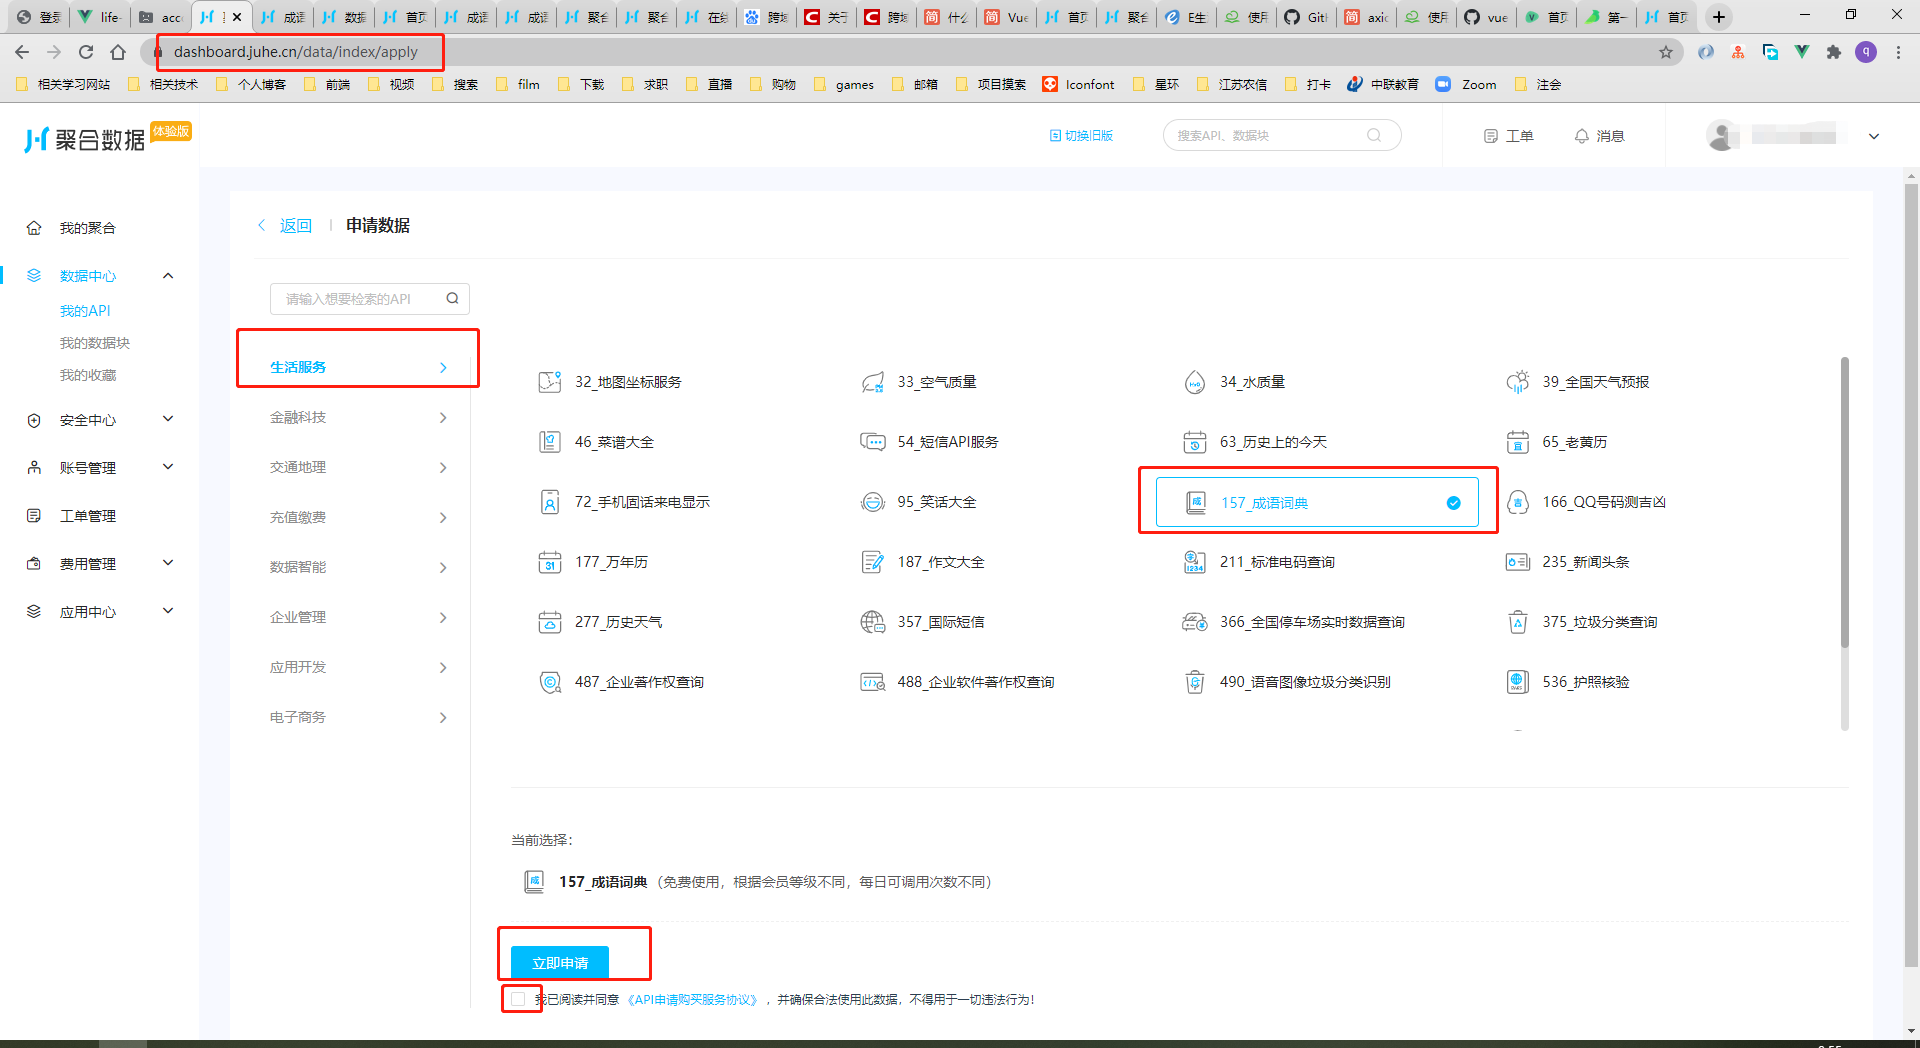 登录
life-
acc
成语
数据
首页
成语
成语
聚合
聚合
在线
跨域
关于
跨域
什么
Vue
首页
聚合
E生
使用
Git
axio
使用
vue
首页
第一
首页
dashboard.juhe.cn/data/index/apply
q
相关学习网站
相关技术
个人博客
前端
视频
搜索
film
下载
求职
直播
购物
games
邮箱
项目摸索
Iconfont
星环
江苏农信
打卡
中联教育
Zoom
注会
聚合数据
体验版
切换旧版
搜索API、数据块
工单
消息
我的聚合
数据中心
我的API
我的数据块
我的收藏
安全中心
账号管理
工单管理
费用管理
应用中心
返回
申请数据
请输入想要检索的API
生活服务
金融科技
交通地理
充值缴费
数据智能
企业管理
应用开发
电子商务
32_地图坐标服务
33_空气质量
34_水质量
39_全国天气预报
46_菜谱大全
54_短信API服务
63_历史上的今天
65_老黄历
72_手机固话来电显示
95_笑话大全
157_成语词典
166_QQ号码测吉凶
177_万年历
187_作文大全
211_标准电码查询
235_新闻头条
277_历史天气
357_国际短信
366_全国停车场实时数据查询
375_垃圾分类查询
487_企业著作权查询
488_企业软件著作权查询
490_语音图像垃圾分类识别
536_护照核验
当前选择：
157_成语词典（免费使用，根据会员等级不同，每日可调用次数不同）
立即申请
我已阅读并同意《API申请购买服务协议》，并确保合法使用此数据，不得用于一切违法行为！